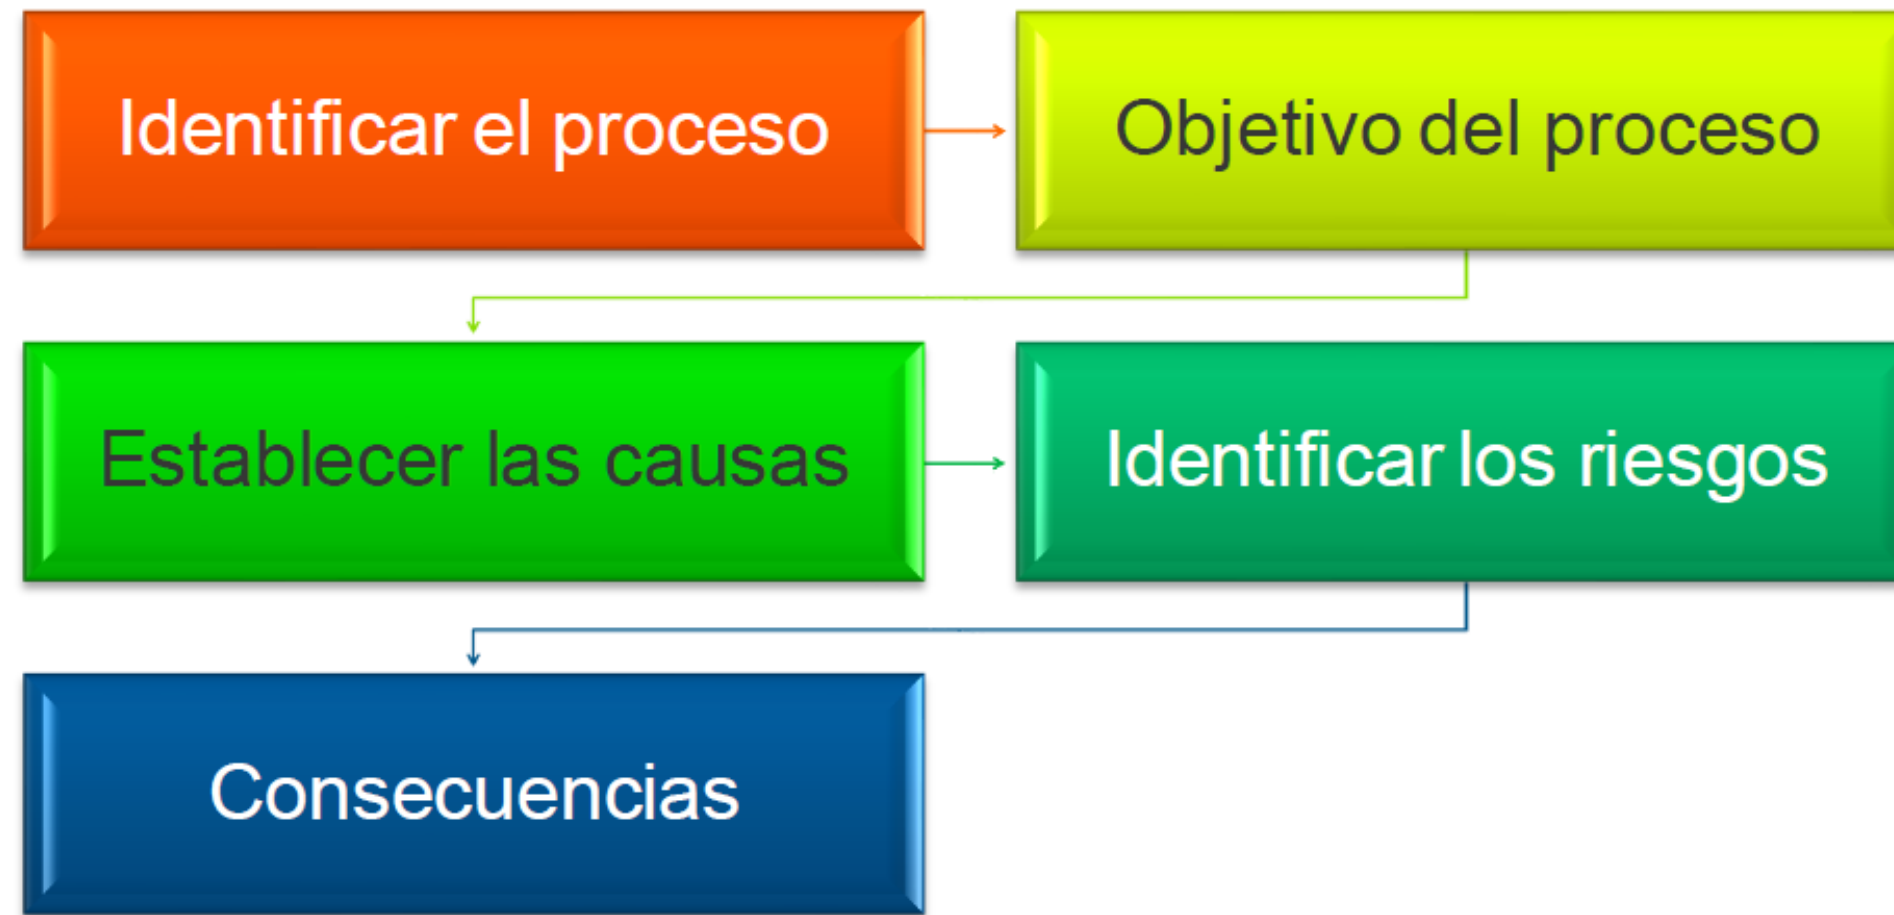 Identificar el proceso
Objetivo del proceso
Establecer las causas
Identificar los riesgos
Consecuencias